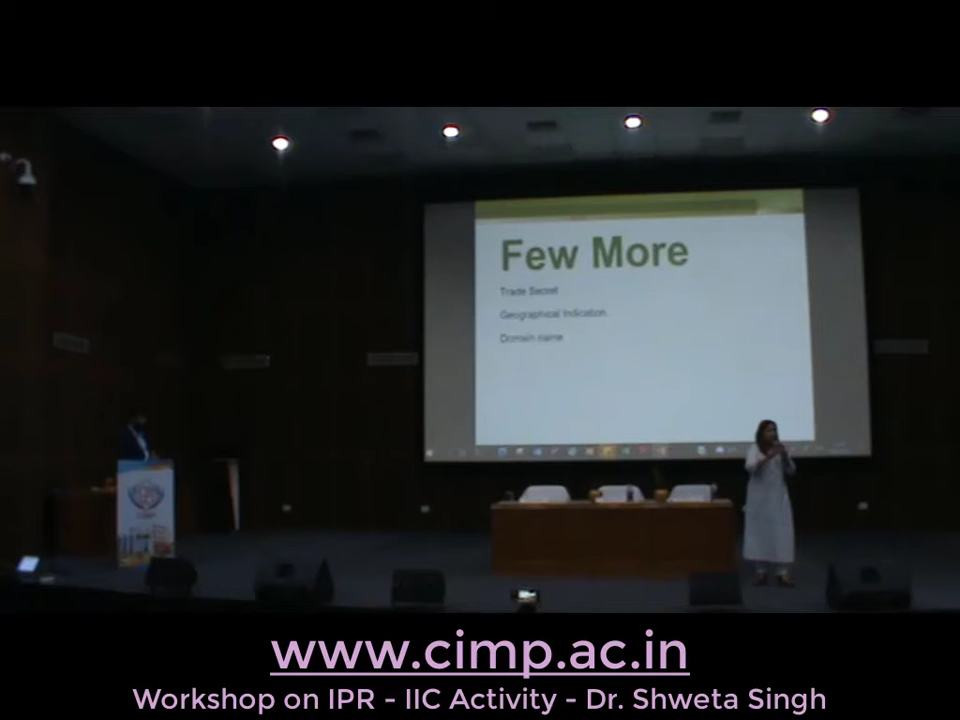 Few More
Trade Secret
Geographical Indication
Domain name
www.cimp.ac.in
Workshop on IPR - IIC Activity - Dr. Shweta Singh